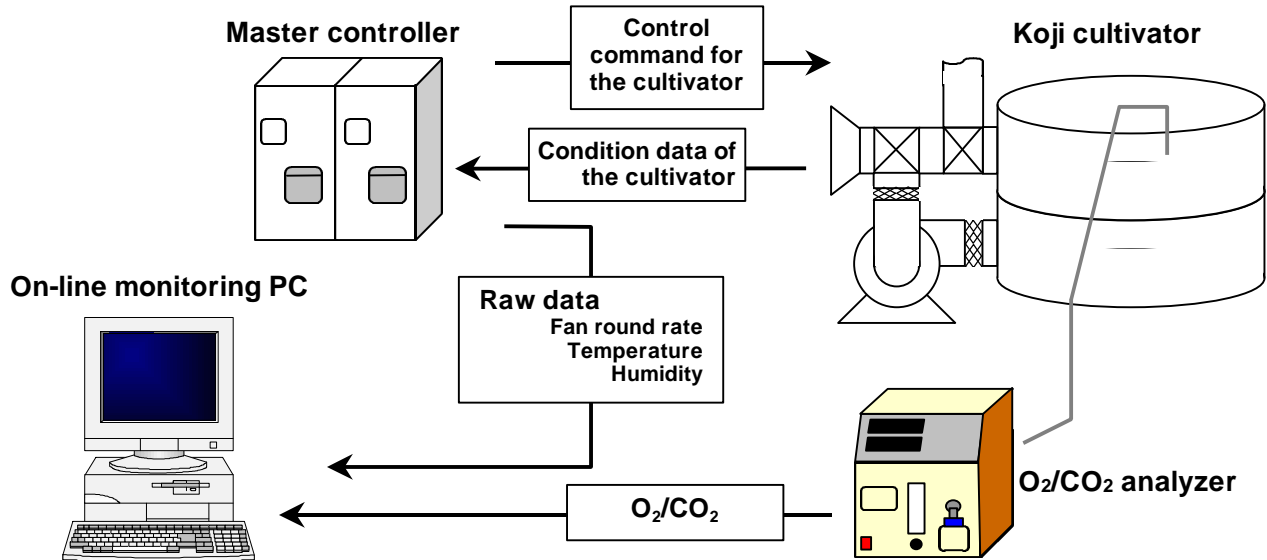 Master controller
Control
command for
the cultivator
Koji cultivator
Condition data of
the cultivator
On-line monitoring PC
Raw data
Fan round rate
Temperature
Humidity
O₂/CO₂
O₂/CO₂ analyzer